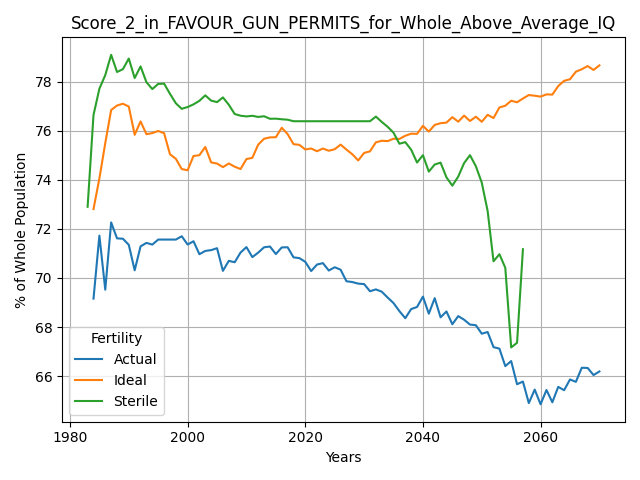 Score_2_in_FAVOUR_GUN_PERMITS_for_Whole_Above_Average_IQ
% of Whole Population
78
76
74
72
70
68
66
Fertility
Actual
Ideal
Sterile
1980
2000
2020
2040
2060
Years